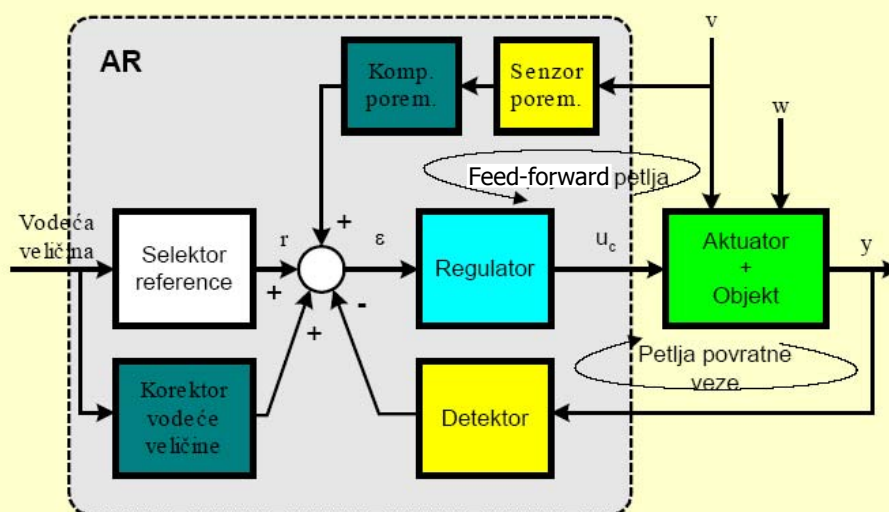 AR
v
Komp.
porem.
Senzor
porem.
w
Feed-forward petlja
Vodeća
veličina
Selektor
reference
r
+
+
+
-
ε
Regulator
u_c
Aktuator
+
Objekt
y
Petlja povratne
veze
Korektor
vodeće
veličine
Detektor